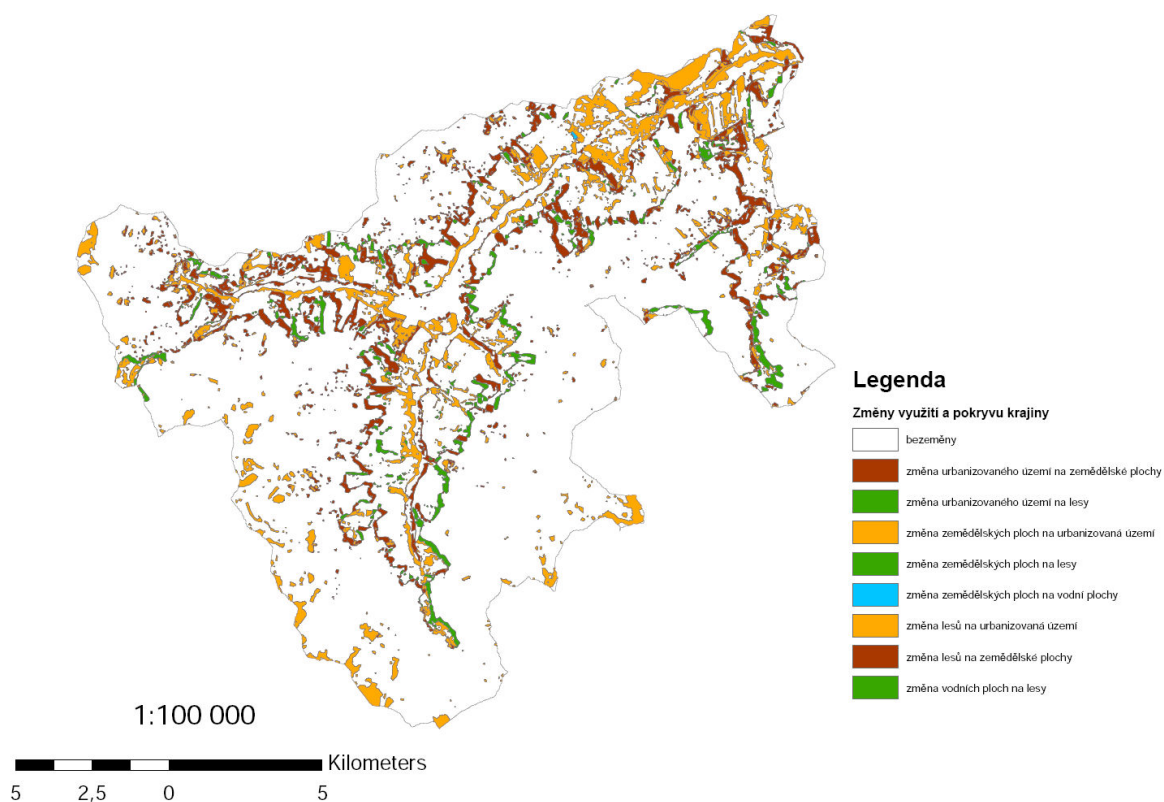 Legenda
Změny využití a pokryvu krajiny
bezeměny
změna urbanizovaného území na zemědělské plochy
změna urbanizovaného území na lesy
změna zemědělských ploch na urbanizovaná území
změna zemědělských ploch na lesy
změna zemědělských ploch na vodní plochy
změna lesů na urbanizovaná území
změna lesů na zemědělské plochy
změna vodních ploch na lesy
1:100 000
Kilometers
5 2,5 0 5